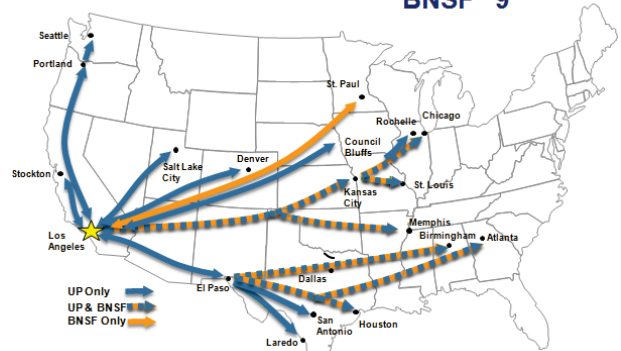 BNSF 9
Seattle
Portland
St. Paul
Rochelle
Chicago
Council
Bluffs
Denver
Salt Lake
City
Stockton
Kansas
City
St. Louis
Los
Angeles
Memphis
Birmingham
Atlanta
El Paso
Dallas
UP Only
UP & BNSF
BNSF Only
San
Antonio
Houston
Laredo